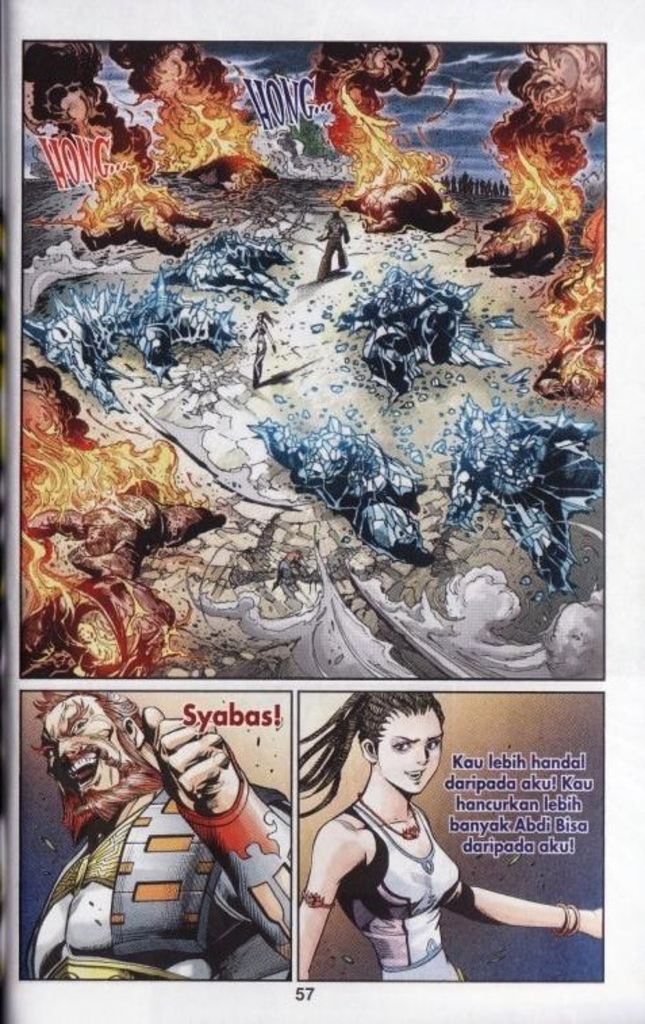 HONG...
HONG...
Syabas!
Kau lebih handal
daripada aku! Kau
hancurkan lebih
banyak Abdi Bisa
daripada aku!
57